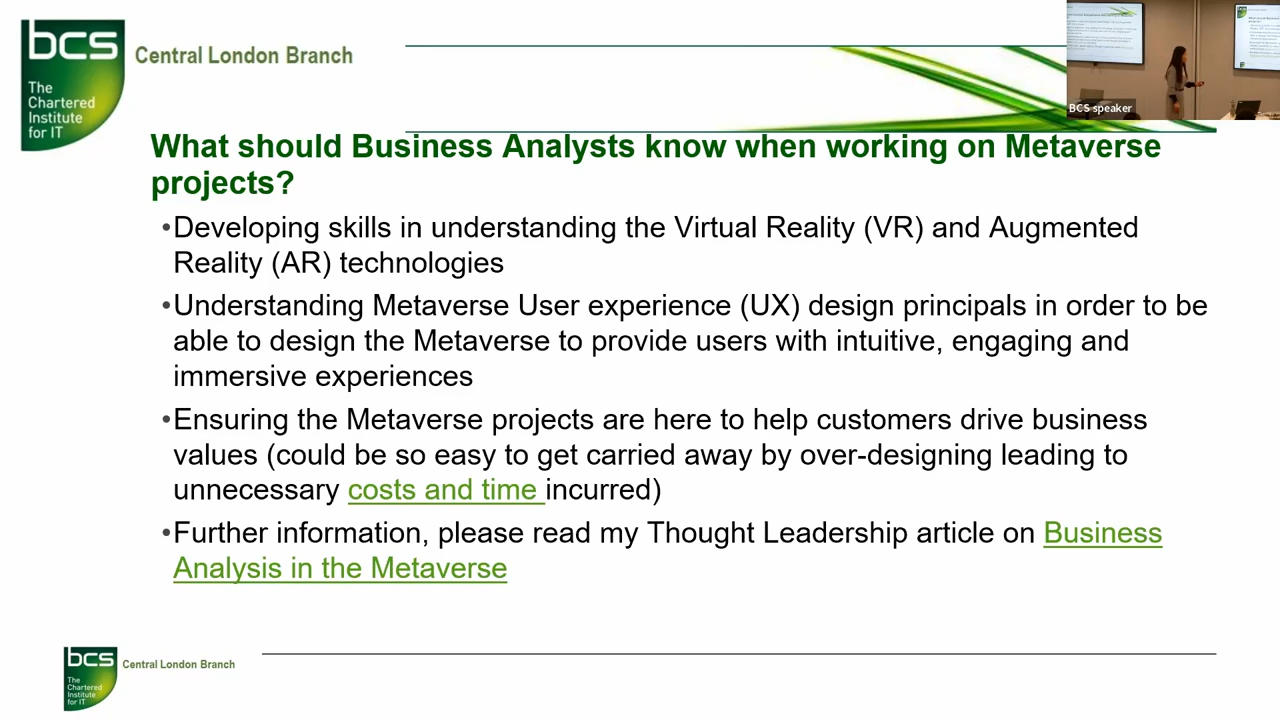 bcs
Central London Branch
The
Chartered
Institute
for IT
BCS speaker
What should Business Analysts know when working on Metaverse
projects?
•Developing skills in understanding the Virtual Reality (VR) and Augmented
Reality (AR) technologies
•Understanding Metaverse User experience (UX) design principals in order to be
able to design the Metaverse to provide users with intuitive, engaging and
immersive experiences
•Ensuring the Metaverse projects are here to help customers drive business
values (could be so easy to get carried away by over-designing leading to
unnecessary costs and time incurred)
•Further information, please read my Thought Leadership article on Business
Analysis in the Metaverse
bcs
Central London Branch
The
Chartered
Institute
for IT